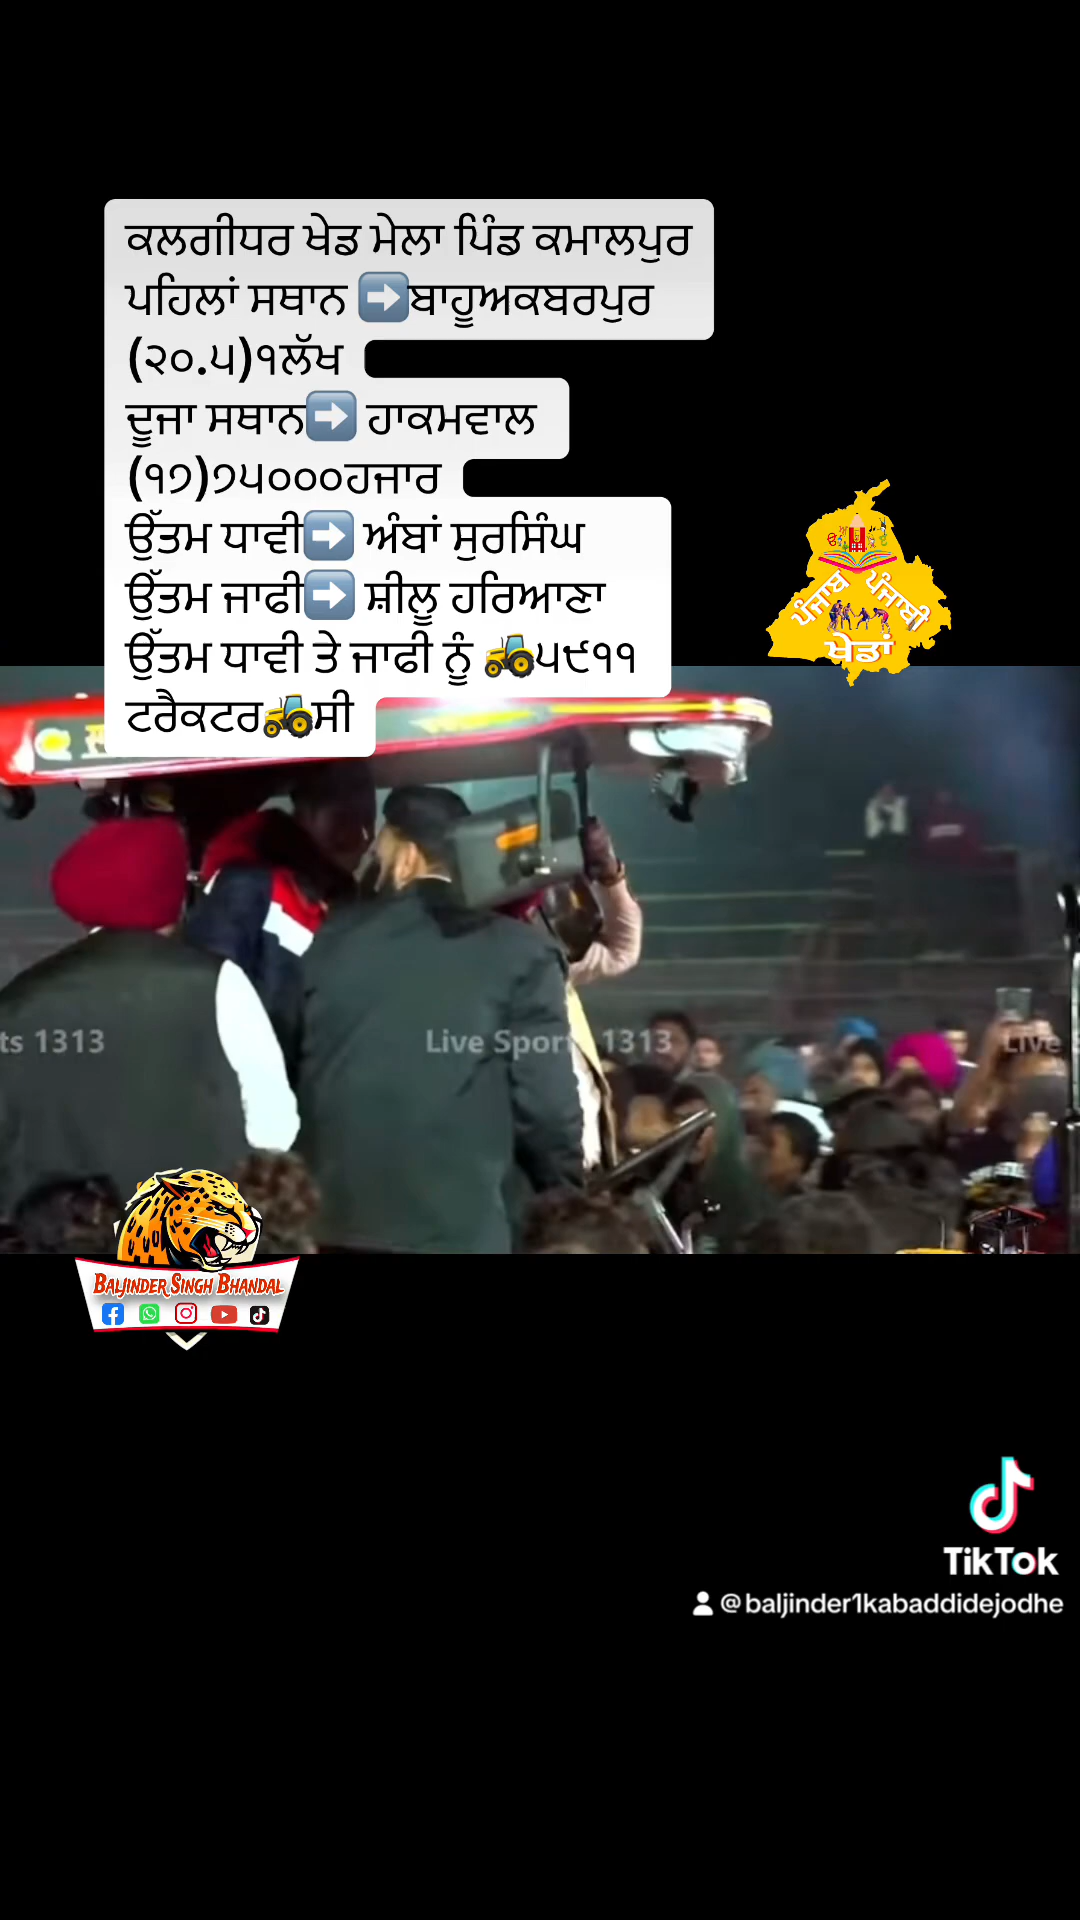 ਕਲਗੀਧਰ ਖੇਡ ਮੇਲਾ ਪਿੰਡ ਕਮਾਲਪੁਰ
ਪਹਿਲਾਂ ਸਥਾਨ ➡️ਬਾਹੂਅਕਬਰਪੁਰ
(੨੦.੫)੧ਲੱਖ
ਦੂਜਾ ਸਥਾਨ➡️ ਹਾਕਮਵਾਲ
(੧੭)੭੫੦੦੦ਹਜਾਰ
ਉੱਤਮ ਧਾਵੀ➡️ ਅੰਬਾਂ ਸੁਰਸਿੰਘ
ਉੱਤਮ ਜਾਫੀ➡️ ਸ਼ੀਲੂ ਹਰਿਆਣਾ
ਉੱਤਮ ਧਾਵੀ ਤੇ ਜਾਫੀ ਨੂੰ 🚜੫੯੧੧
ਟਰੈਕਟਰ🚜ਸੀ
ਪੰਜਾਬ ਪੰਜਾਬੀ
ਖੇਡਾਂ
ts 1313
Live Sports 1313
Live S
BALJINDER SINGH BHANDAL
TikTok
@baljinder1kabaddidejodhe